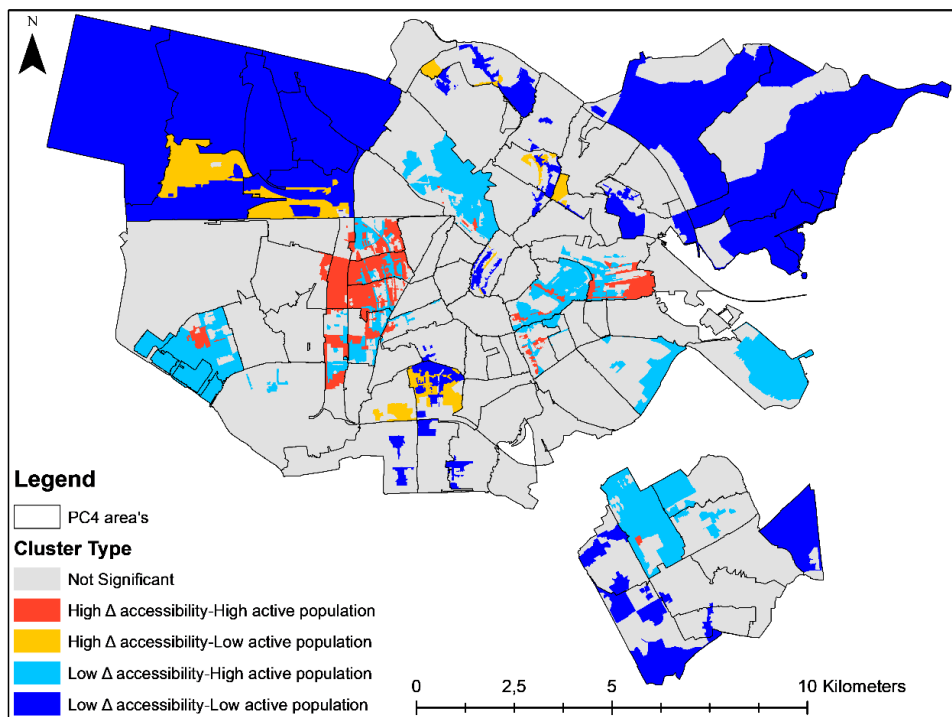 N
Legend
PC4 area's
Cluster Type
Not Significant
High Δ accessibility-High active population
High Δ accessibility-Low active population
Low Δ accessibility-High active population
Low Δ accessibility-Low active population
0 2,5 5 10 Kilometers